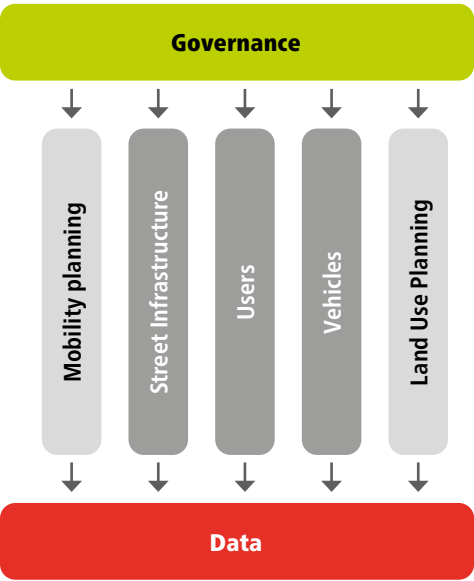 Governance
Mobility planning
Street Infrastructure
Users
Vehicles
Land Use Planning
Data